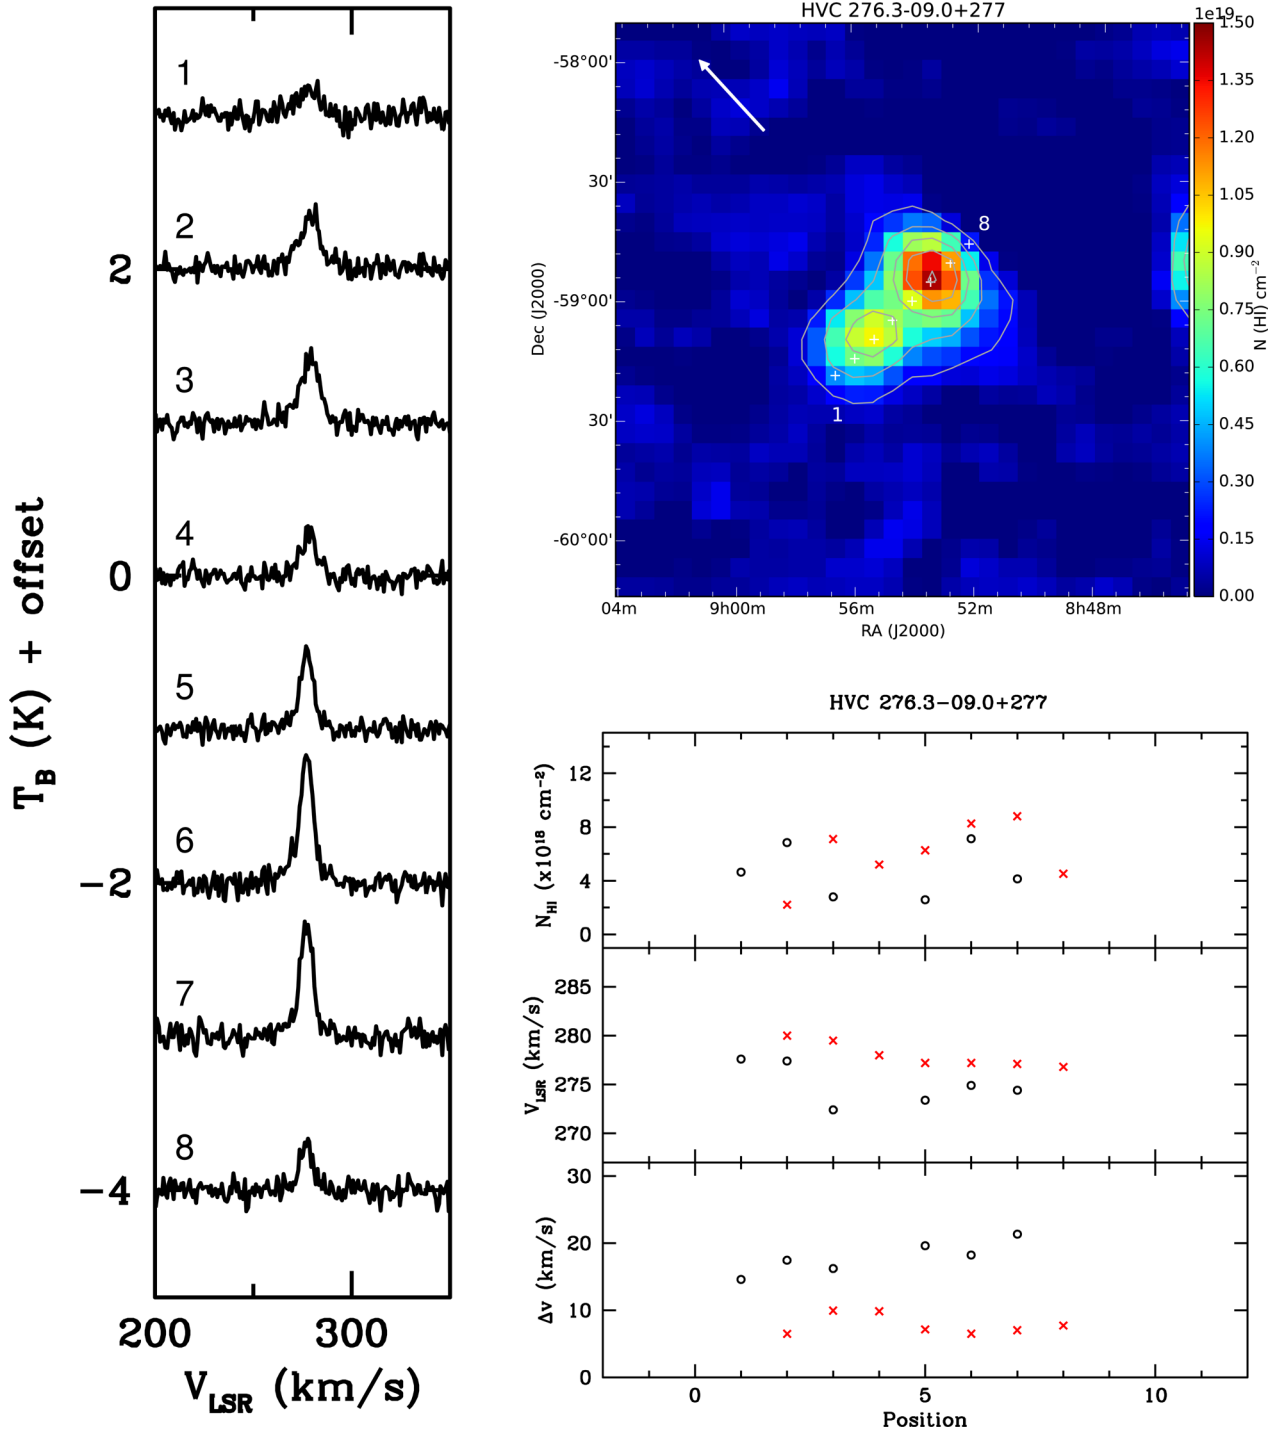 1
2
3
4
5
6
7
8
2
0
−2
−4
T_B (K) + offset
200
300
V_LSR (km/s)
HVC 276.3-09.0+277
8
1
-58°00'
30'
-59°00'
30'
-60°00'
Dec (J2000)
04m
9h00m
56m
52m
8h48m
RA (J2000)
1e19
1.50
1.35
1.20
1.05
0.90
0.75
0.60
0.45
0.30
0.15
0.00
N (HI) cm⁻²
HVC 276.3−09.0+277
12
8
4
0
N_HI (x10¹⁸ cm⁻²)
285
280
275
270
V_LSR (km/s)
30
20
10
0
Δv (km/s)
0
5
10
Position